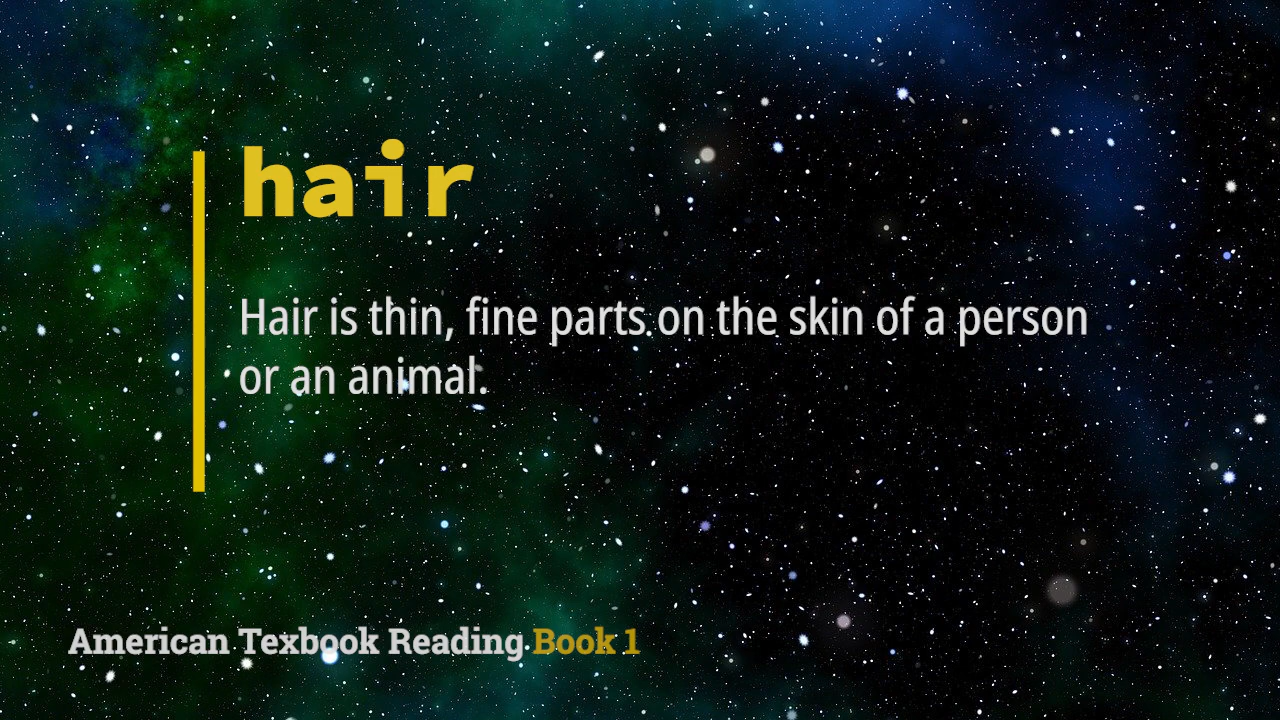 hair
Hair is thin, fine parts on the skin of a person
or an animal.
American Texbook Reading Book 1